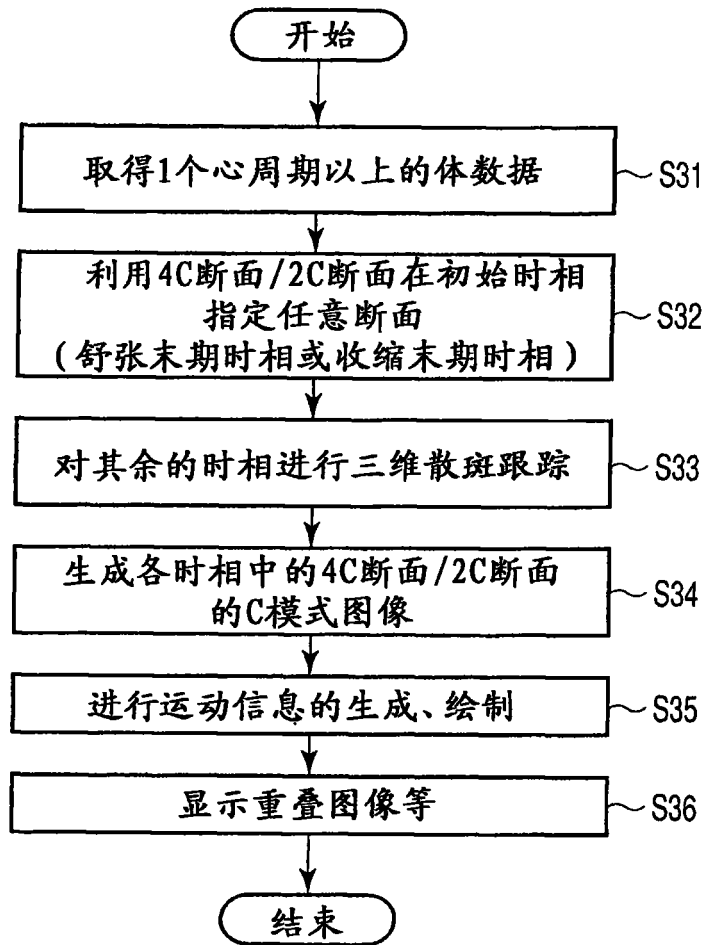 开始
取得1个心周期以上的体数据
S31
利用4C断面/2C断面在初始时相
指定任意断面
(舒张末期时相或收缩末期时相)
S32
对其余的时相进行三维散斑跟踪
S33
生成各时相中的4C断面/2C断面
的C模式图像
S34
进行运动信息的生成、绘制
S35
显示重叠图像等
S36
结束